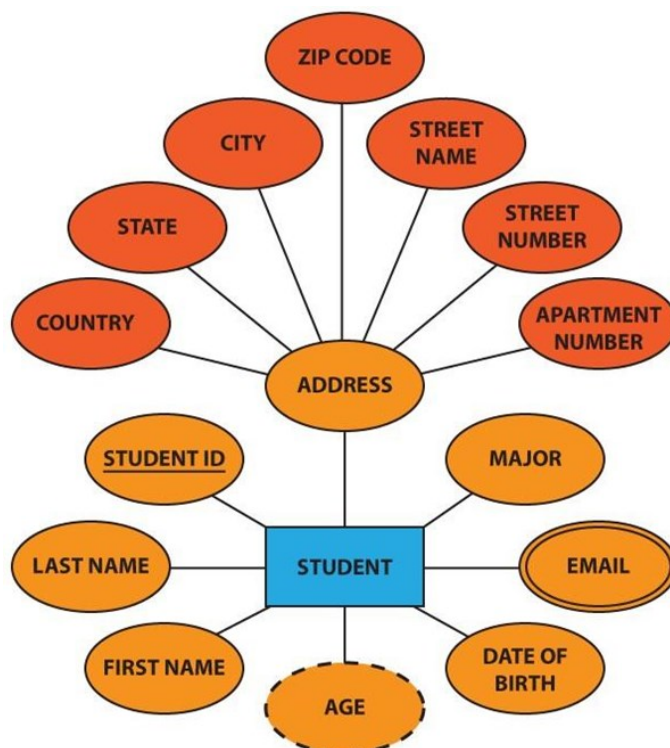 ZIP CODE
CITY
STREET
NAME
STATE
STREET
NUMBER
COUNTRY
APARTMENT
NUMBER
ADDRESS
STUDENT ID
MAJOR
LAST NAME
STUDENT
EMAIL
FIRST NAME
DATE OF
BIRTH
AGE